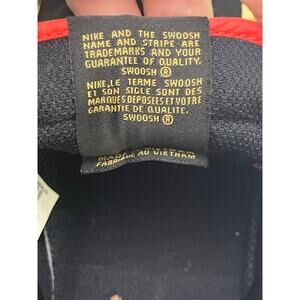 NIKE AND THE SWOOSH
NAME AND STRIPE ARE
TRADEMARKS AND YOUR
GUARANTEE OF QUALITY.
SWOOSH ®
NIKE, LE TERME SWOOSH
ET SON SIGLE SONT DES
MARQUES DEPOSEES ET VOTRE
GARANTIE DE QUALITE.
SWOOSH ®
FABRIQUE AU VIETNAM